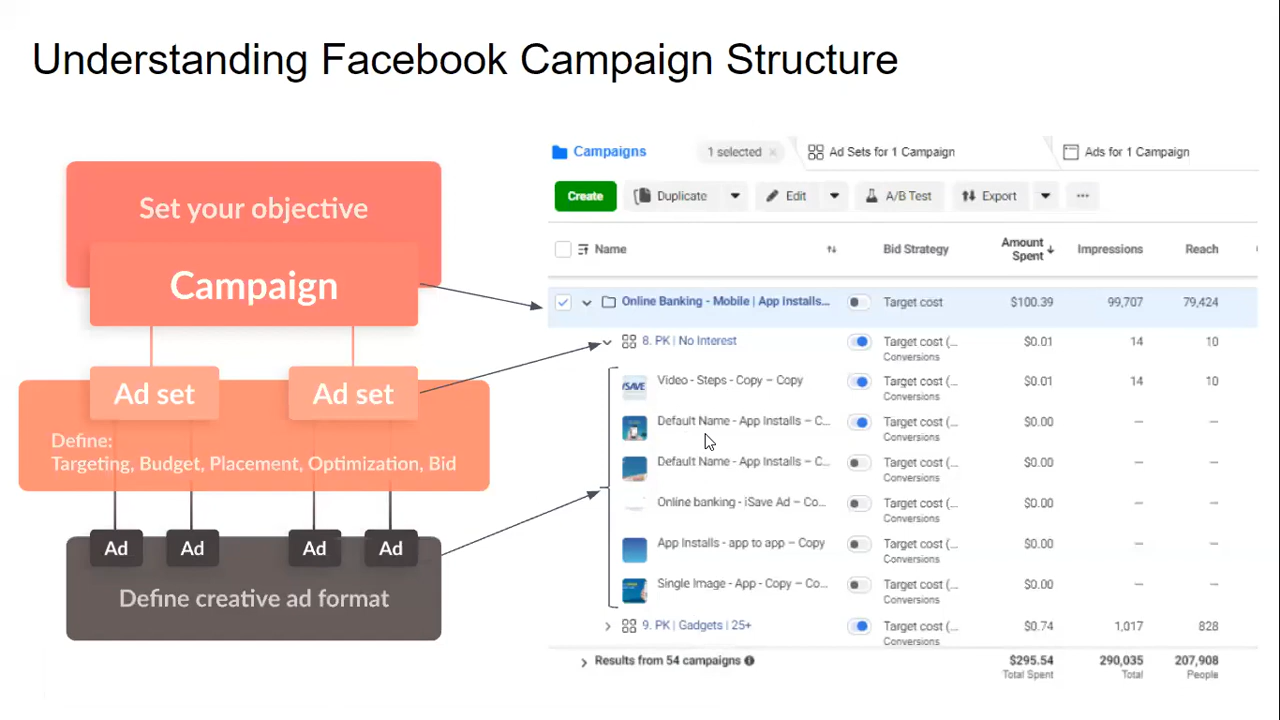 Understanding Facebook Campaign Structure
Set your objective
Campaign
Ad set Ad set
Define:
Targeting, Budget, Placement, Optimization, Bid
Ad Ad Ad Ad
Define creative ad format
Campaigns 1 selected × Ad Sets for 1 Campaign Ads for 1 Campaign
Create Duplicate Edit A/B Test Export ...
Name Bid Strategy Amount Spent Impressions Reach
Online Banking - Mobile | App Installs... Target cost $100.39 99,707 79,424
8. PK | No Interest Target cost (... $0.01 14 10
Conversions
Video - Steps - Copy – Copy Target cost (... $0.01 14 10
Conversions
Default Name - App Installs – C... Target cost (... $0.00 — —
Conversions
Default Name - App Installs – C... Target cost (... $0.00 — —
Conversions
Online banking - iSave Ad – Co... Target cost (... $0.00 — —
Conversions
App Installs - app to app – Copy Target cost (... $0.00 — —
Conversions
Single Image - App - Copy – Co... Target cost (... $0.00 — —
Conversions
9. PK | Gadgets | 25+ Target cost (... $0.74 1,017 828
Conversions
Results from 54 campaigns $295.54 290,035 207,908
Total Spent Total People